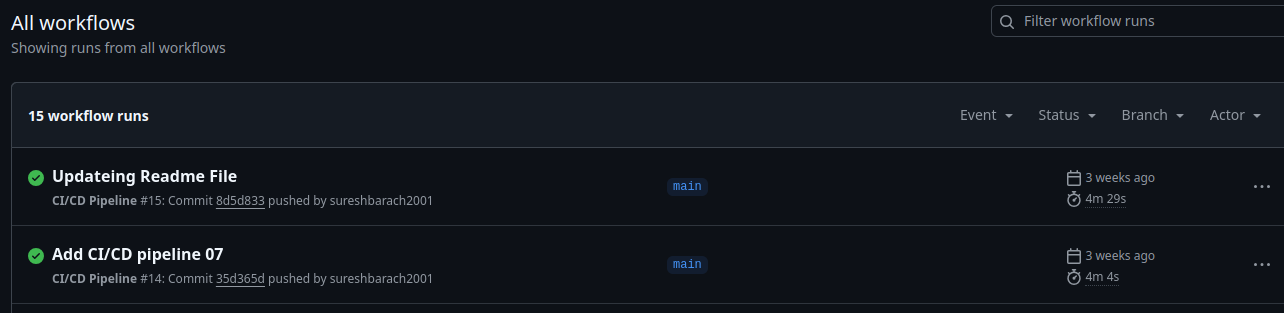 All workflows
Filter workflow runs
Showing runs from all workflows
15 workflow runs
Event Status Branch Actor
Updateing Readme File
main
3 weeks ago
CI/CD Pipeline #15: Commit 8d5d833 pushed by sureshbarach2001
4m 29s
Add CI/CD pipeline 07
main
3 weeks ago
CI/CD Pipeline #14: Commit 35d365d pushed by sureshbarach2001
4m 4s